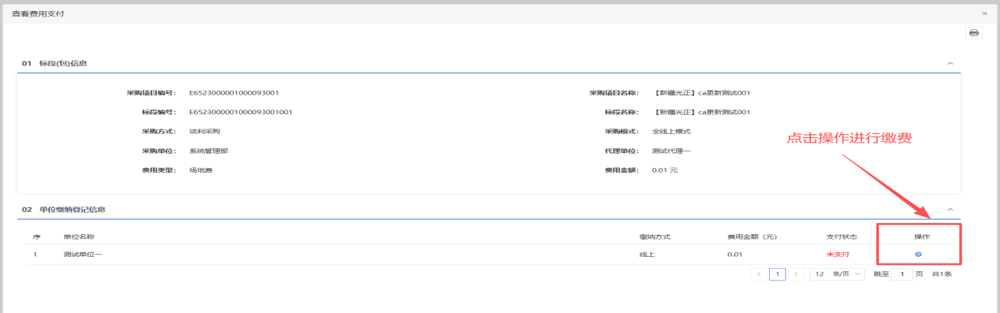 查看费用支付
01 标段(包)信息
采购项目编号： E6523000001000093001 采购项目名称： 【新疆光正】ca更新测试001
标段编号： E6523000001000093001001 标段名称： 【新疆光正】ca更新测试001
采购方式： 谈判采购 采购模式： 全线上模式
采购单位： 系统管理部 代理单位： 测试代理一
费用类型： 场地费 费用金额： 0.01 元
点击操作进行缴费
02 单位缴纳登记信息
序 单位名称 缴纳方式 费用金额（元） 支付状态 操作
1 测试单位一 线上 0.01 未支付
< 1 > 12 条/页 跳至 1 页 共1条